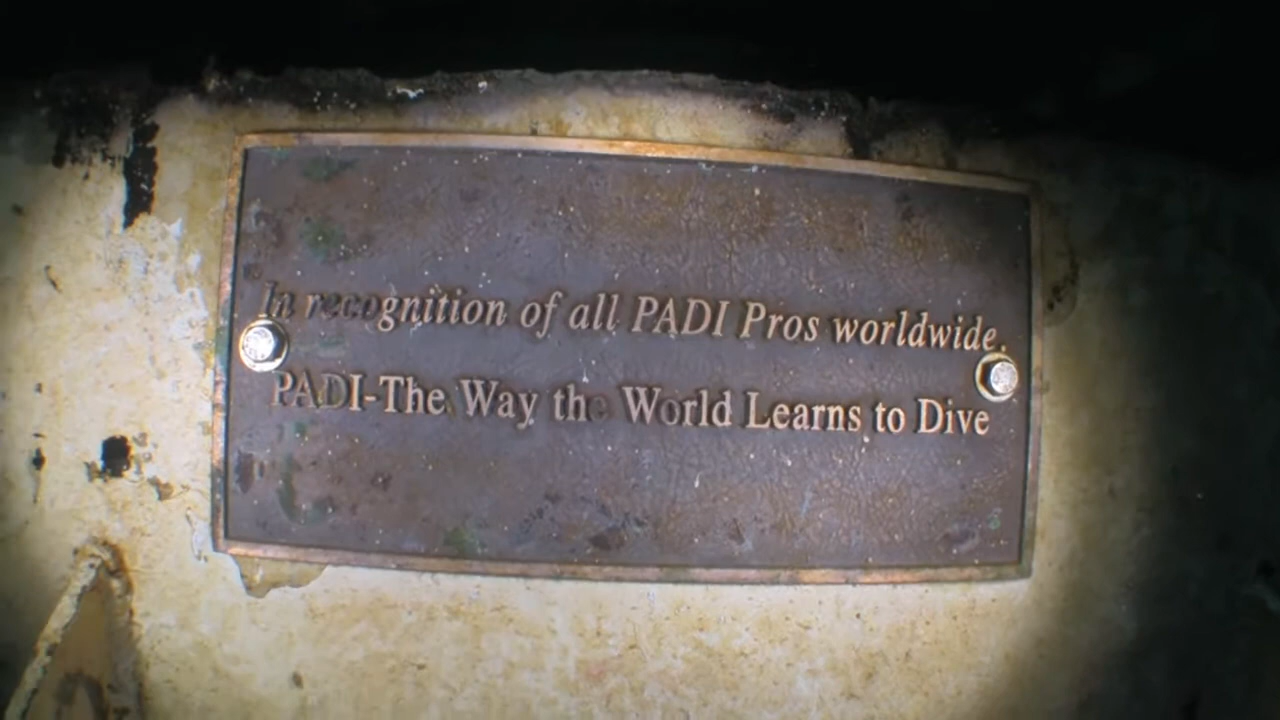 In recognition of all PADI Pros worldwide.
PADI-The Way the World Learns to Dive